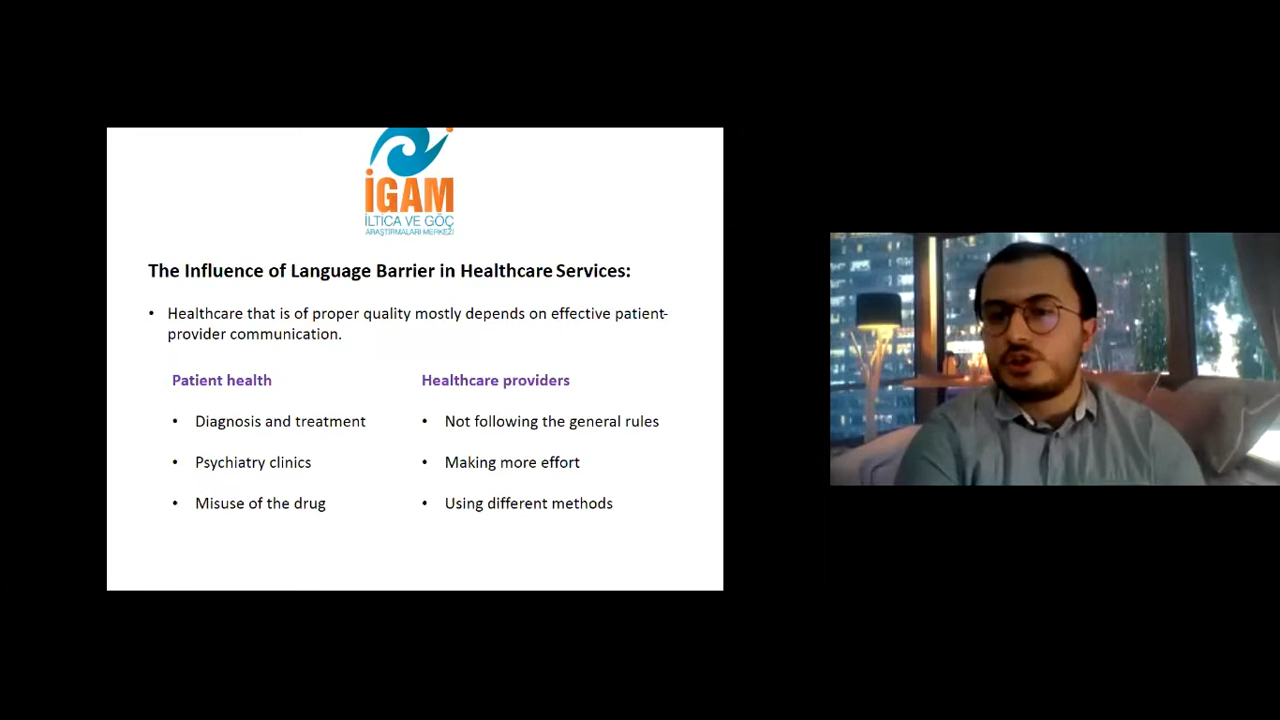 İGAM
İLTİCA VE GÖÇ
ARAŞTIRMALARI MERKEZİ
The Influence of Language Barrier in Healthcare Services:
• Healthcare that is of proper quality mostly depends on effective patient-
provider communication.
Patient health
• Diagnosis and treatment
• Psychiatry clinics
• Misuse of the drug
Healthcare providers
• Not following the general rules
• Making more effort
• Using different methods